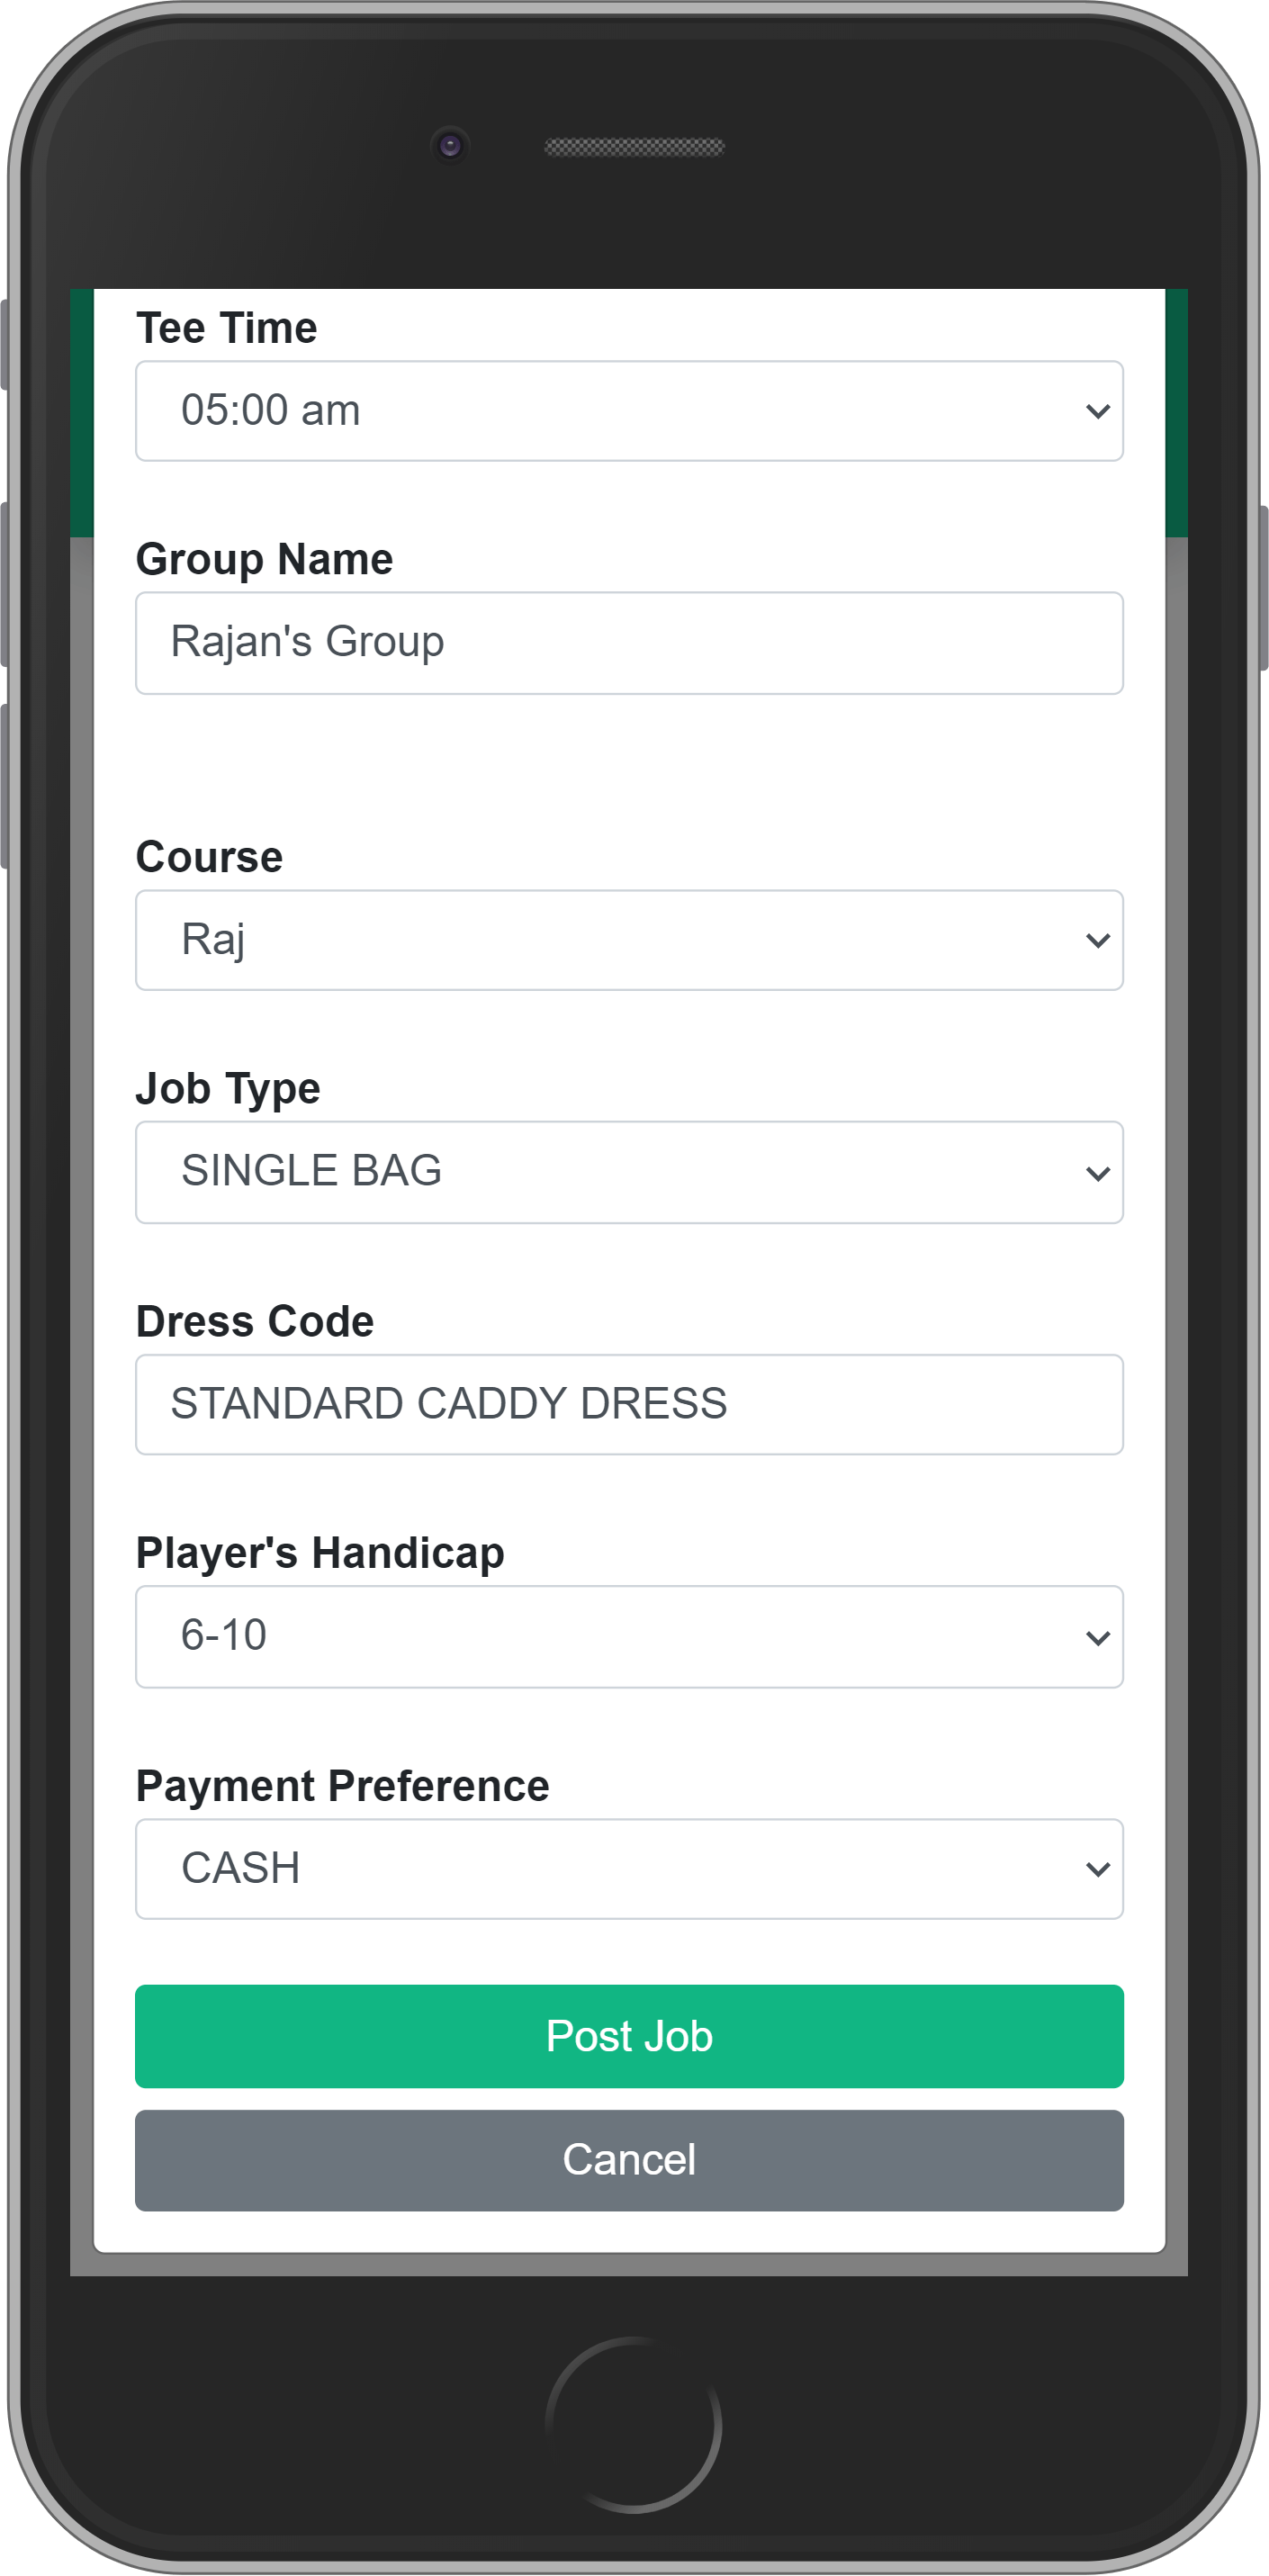 Tee Time
05:00 am
Group Name
Rajan's Group
Course
Raj
Job Type
SINGLE BAG
Dress Code
STANDARD CADDY DRESS
Player's Handicap
6-10
Payment Preference
CASH
Post Job
Cancel